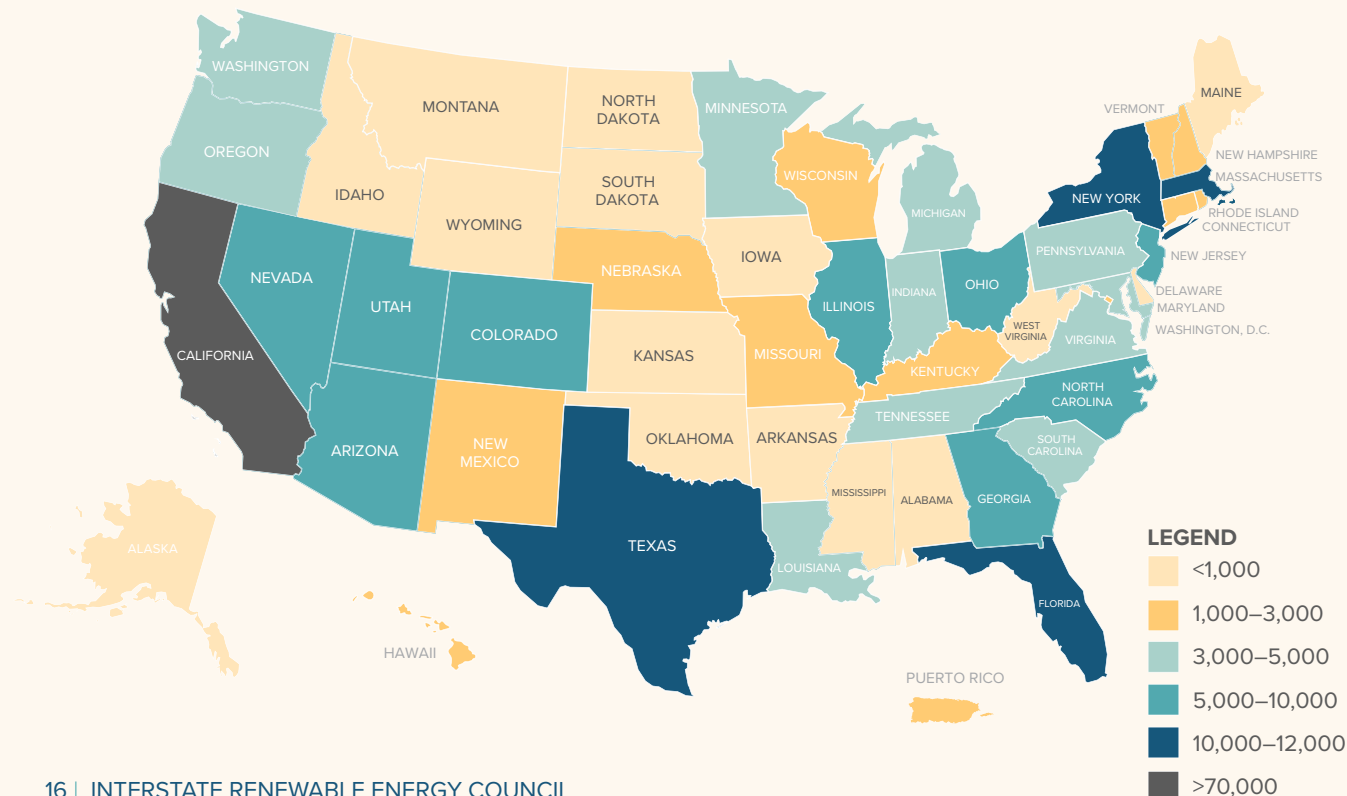 WASHINGTON
OREGON
CALIFORNIA
NEVADA
IDAHO
MONTANA
WYOMING
UTAH
COLORADO
ARIZONA
NEW
MEXICO
NORTH
DAKOTA
SOUTH
DAKOTA
NEBRASKA
KANSAS
OKLAHOMA
TEXAS
MINNESOTA
IOWA
MISSOURI
ARKANSAS
LOUISIANA
WISCONSIN
ILLINOIS
MICHIGAN
INDIANA
OHIO
KENTUCKY
TENNESSEE
MISSISSIPPI
ALABAMA
GEORGIA
FLORIDA
SOUTH
CAROLINA
NORTH
CAROLINA
VIRGINIA
WEST
VIRGINIA
PENNSYLVANIA
NEW YORK
VERMONT
MAINE
NEW HAMPSHIRE
MASSACHUSETTS
RHODE ISLAND
CONNECTICUT
NEW JERSEY
DELAWARE
MARYLAND
WASHINGTON, D.C.
ALASKA
HAWAII
PUERTO RICO
LEGEND
<1,000
1,000–3,000
3,000–5,000
5,000–10,000
10,000–12,000
>70,000
16 | INTERSTATE RENEWABLE ENERGY COUNCIL